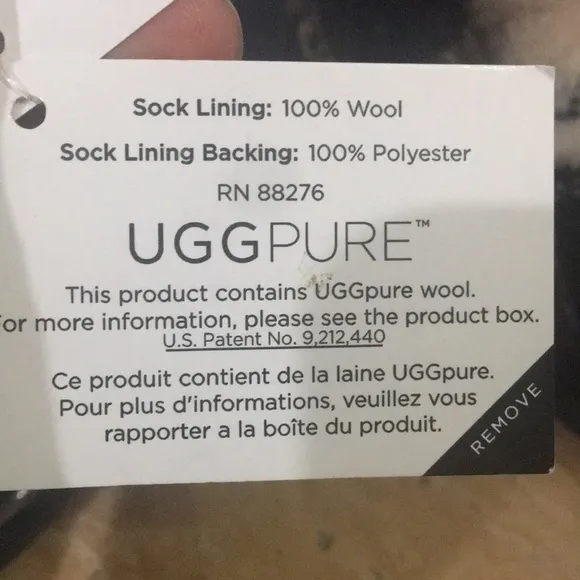 Sock Lining: 100% Wool
Sock Lining Backing: 100% Polyester
RN 88276
UGGPURE™
This product contains UGGpure wool.
For more information, please see the product box.
U.S. Patent No. 9,212,440
Ce produit contient de la laine UGGpure.
Pour plus d'informations, veuillez vous
rapporter a la boîte du produit.
REMOVE